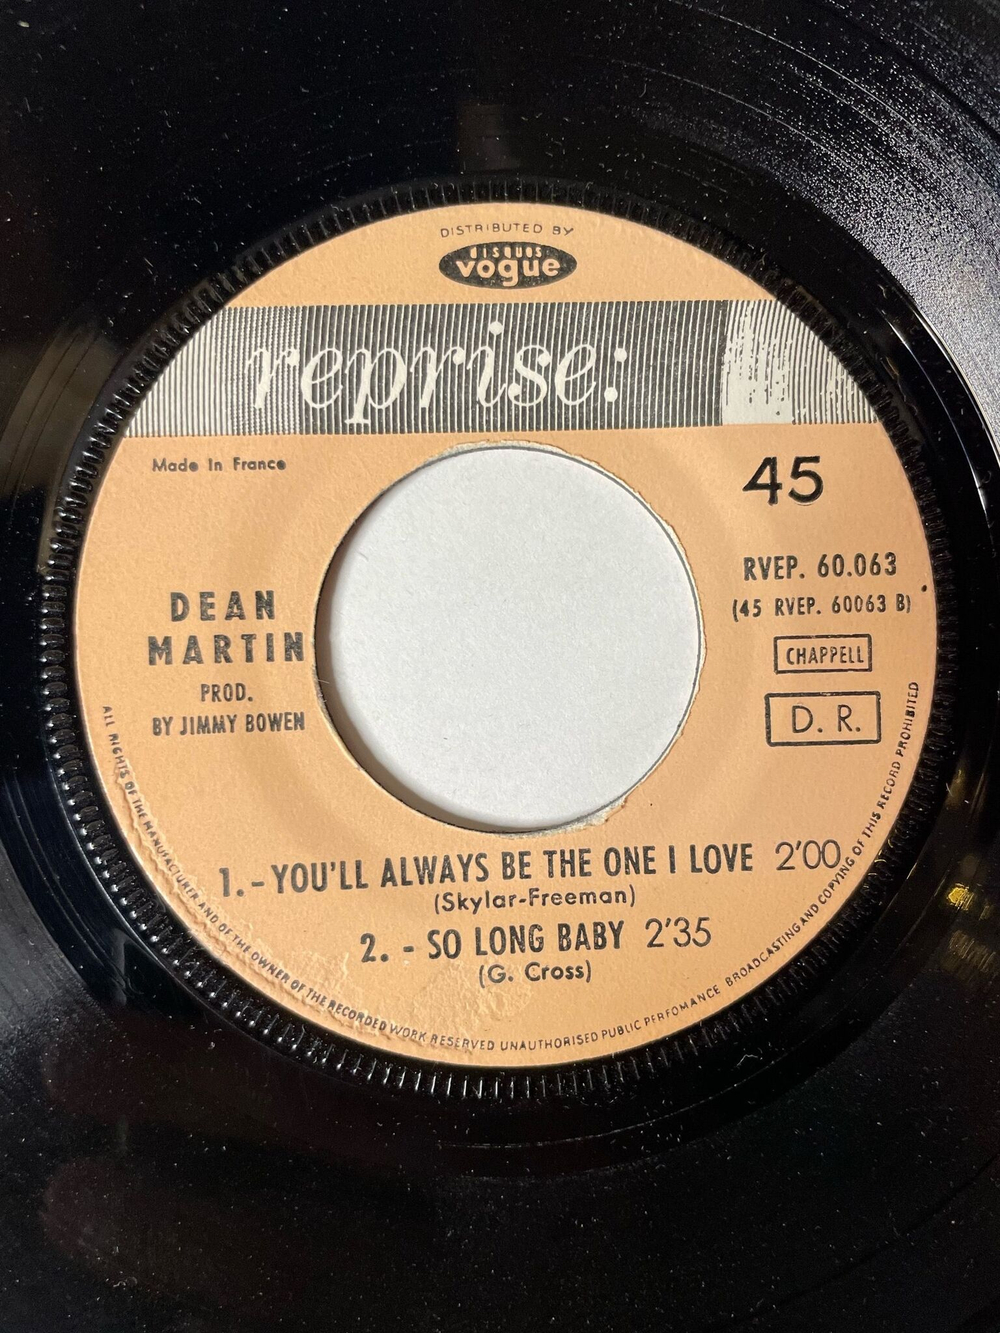 DISTRIBUTED BY
DISQUES
vogue
reprise:
Made In France
45
RVEP. 60.063
(45 RVEP. 60063 B)
CHAPPELL
D. R.
DEAN
MARTIN
PROD.
BY JIMMY BOWEN
1.-YOU'LL ALWAYS BE THE ONE I LOVE 2'00
(Skylar-Freeman)
2. - SO LONG BABY 2'35
(G. Cross)
ALL RIGHTS OF THE MANUFACTURER AND OF THE OWNER OF THE RECORDED WORK RESERVED UNAUTHORISED PUBLIC PERFOMANCE BROADCASTING AND COPYING OF THIS RECORD PROHIBITED